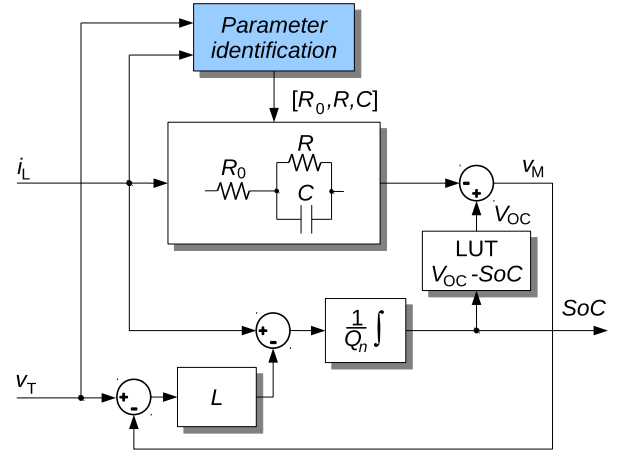 Parameter
identification
[R0,R,C]
R
iL
R0
C
-
+
vM
VOC
LUT
VOC-SoC
SoC
+
-
1
Qn
∫
vT
+
-
L